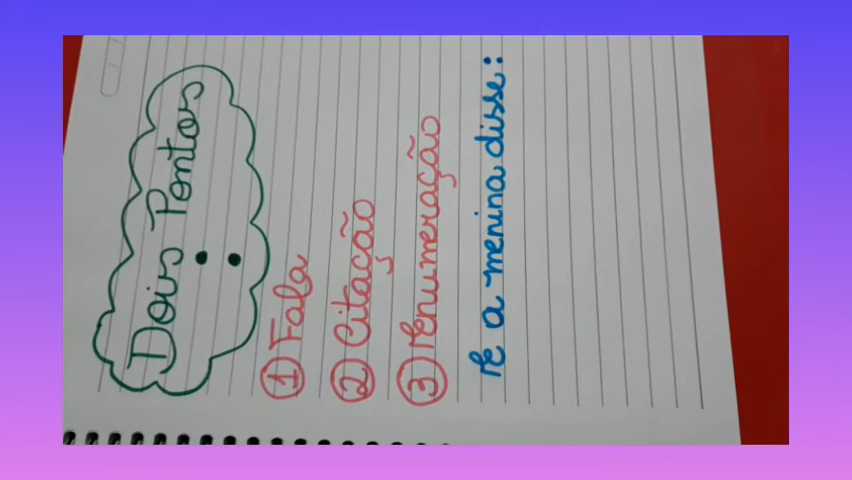 Dois Pontos
:
① Fala
② Citação
③ Enumeração
E a menina disse: